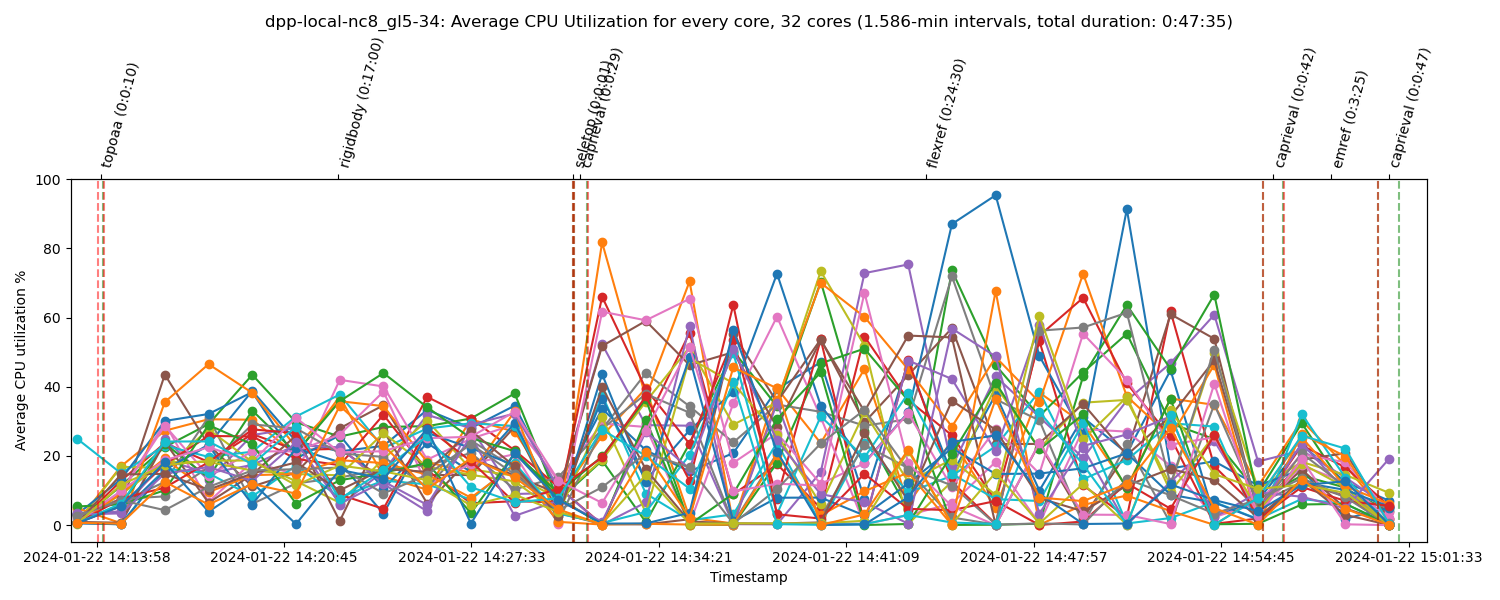 dpp-local-nc8_gl5-34: Average CPU Utilization for every core, 32 cores (1.586-min intervals, total duration: 0:47:35)
topoaa (0:0:10)
rigidbody (0:17:00)
seletop (0:0:01)
caprieval (0:0:29)
flexref (0:24:30)
caprieval (0:0:42)
emref (0:3:25)
caprieval (0:0:47)
100
80
60
40
20
0
Average CPU utilization %
2024-01-22 14:13:58
2024-01-22 14:20:45
2024-01-22 14:27:33
2024-01-22 14:34:21
2024-01-22 14:41:09
2024-01-22 14:47:57
2024-01-22 14:54:45
2024-01-22 15:01:33
Timestamp